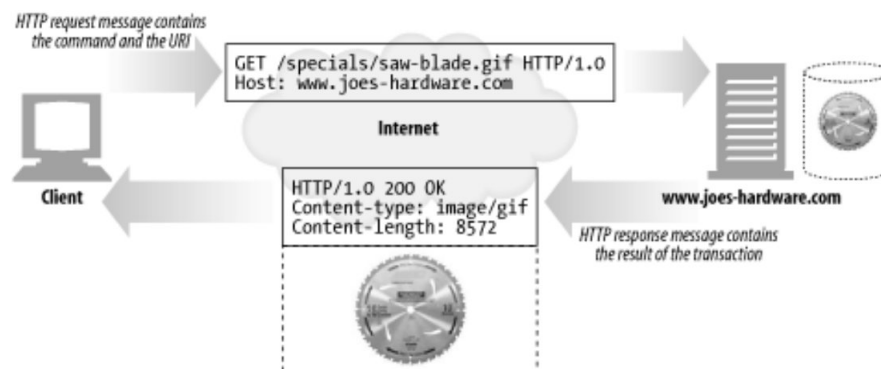 HTTP request message contains
the command and the URI
GET /specials/saw-blade.gif HTTP/1.0
Host: www.joes-hardware.com
Internet
Client
www.joes-hardware.com
HTTP/1.0 200 OK
Content-type: image/gif
Content-length: 8572
HTTP response message contains
the result of the transaction